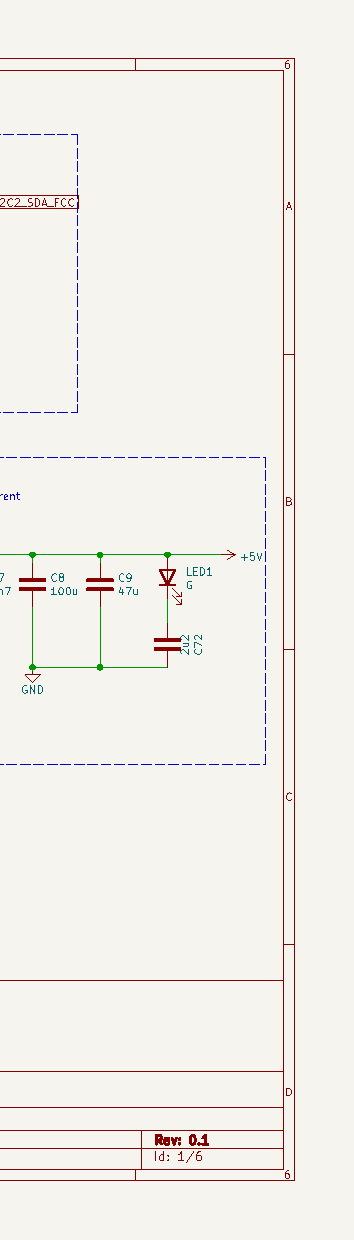 6
A
2C2_SDA_FCC
B
rent
+5V
7
n7
C8
100u
C9
47u
LED1
G
2u2
C72
GND
C
D
Rev: 0.1
Id: 1/6
6